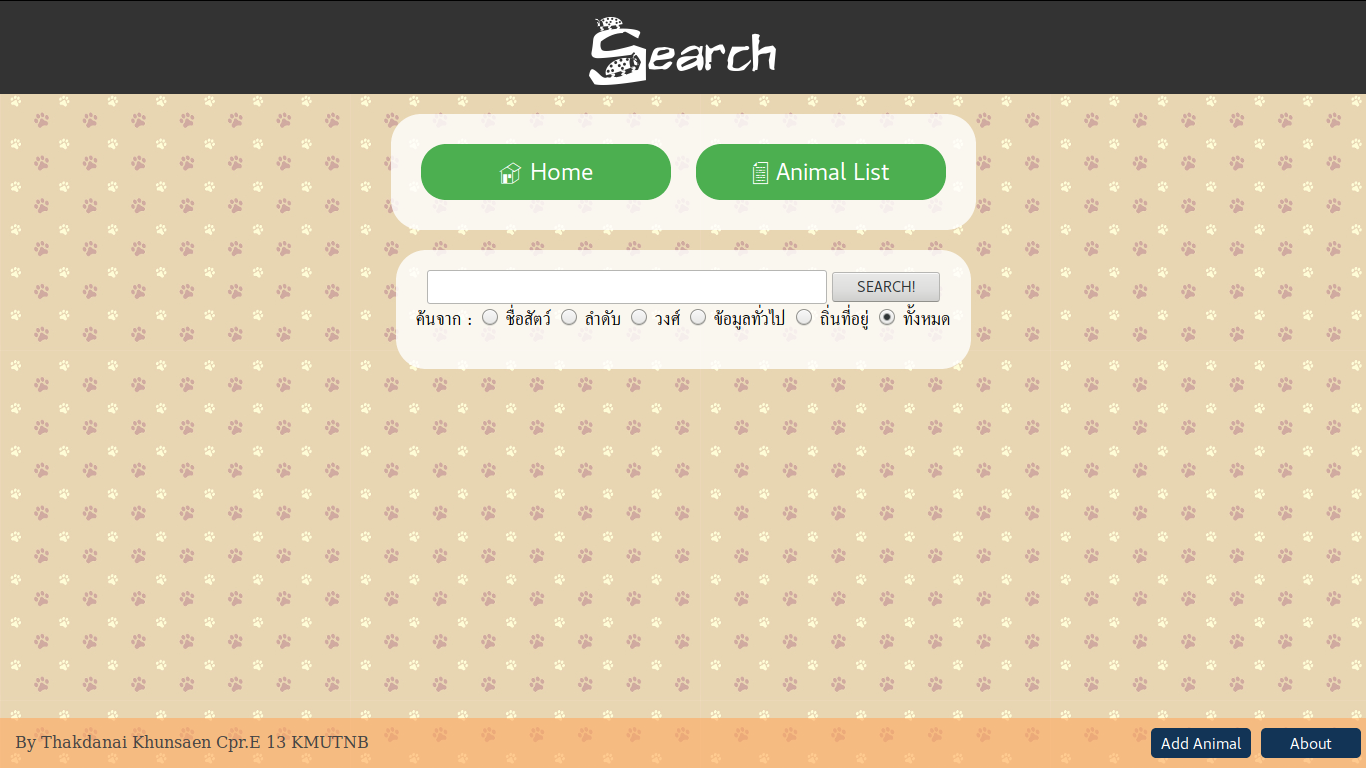 Search
Home
Animal List
SEARCH!
ค้นจาก : ชื่อสัตว์ ลำดับ วงศ์ ข้อมูลทั่วไป ถิ่นที่อยู่ ทั้งหมด
By Thakdanai Khunsaen Cpr.E 13 KMUTNB
Add Animal
About